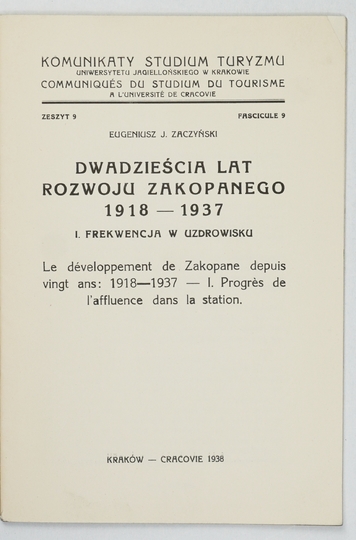 KOMUNIKATY STUDIUM TURYZMU
UNIWERSYTETU JAGIELLOŃSKIEGO W KRAKOWIE
COMMUNIQUÉS DU STUDIUM DU TOURISME
A L'UNIVERSITÉ DE CRACOVIE
ZESZYT 9 FASCICULE 9
EUGENIUSZ J. ZACZYŃSKI
DWADZIEŚCIA LAT
ROZWOJU ZAKOPANEGO
1918 — 1937
I. FREKWENCJA W UZDROWISKU
Le développement de Zakopane depuis
vingt ans: 1918—1937 — I. Progrès de
l'affluence dans la station.
KRAKÓW — CRACOVIE 1938